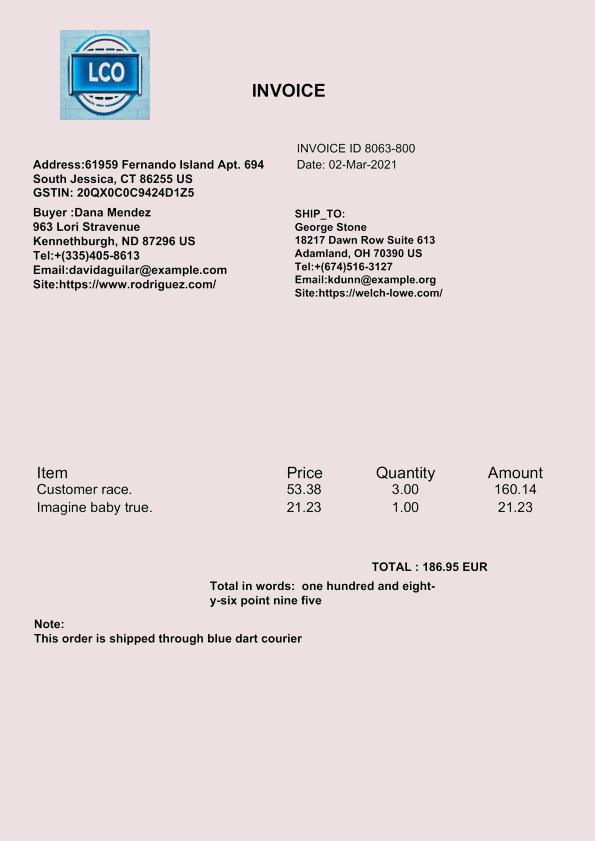 LCO
INVOICE
INVOICE ID 8063-800
Date: 02-Mar-2021
Address:61959 Fernando Island Apt. 694
South Jessica, CT 86255 US
GSTIN: 20QX0C0C9424D1Z5
Buyer :Dana Mendez
963 Lori Stravenue
Kennethburgh, ND 87296 US
Tel:+(335)405-8613
Email:davidaguilar@example.com
Site:https://www.rodriguez.com/
SHIP_TO:
George Stone
18217 Dawn Row Suite 613
Adamland, OH 70390 US
Tel:+(674)516-3127
Email:kdunn@example.org
Site:https://welch-lowe.com/
Item Price Quantity Amount
Customer race. 53.38 3.00 160.14
Imagine baby true. 21.23 1.00 21.23
TOTAL : 186.95 EUR
Total in words:  one hundred and eight-
y-six point nine five
Note:
This order is shipped through blue dart courier